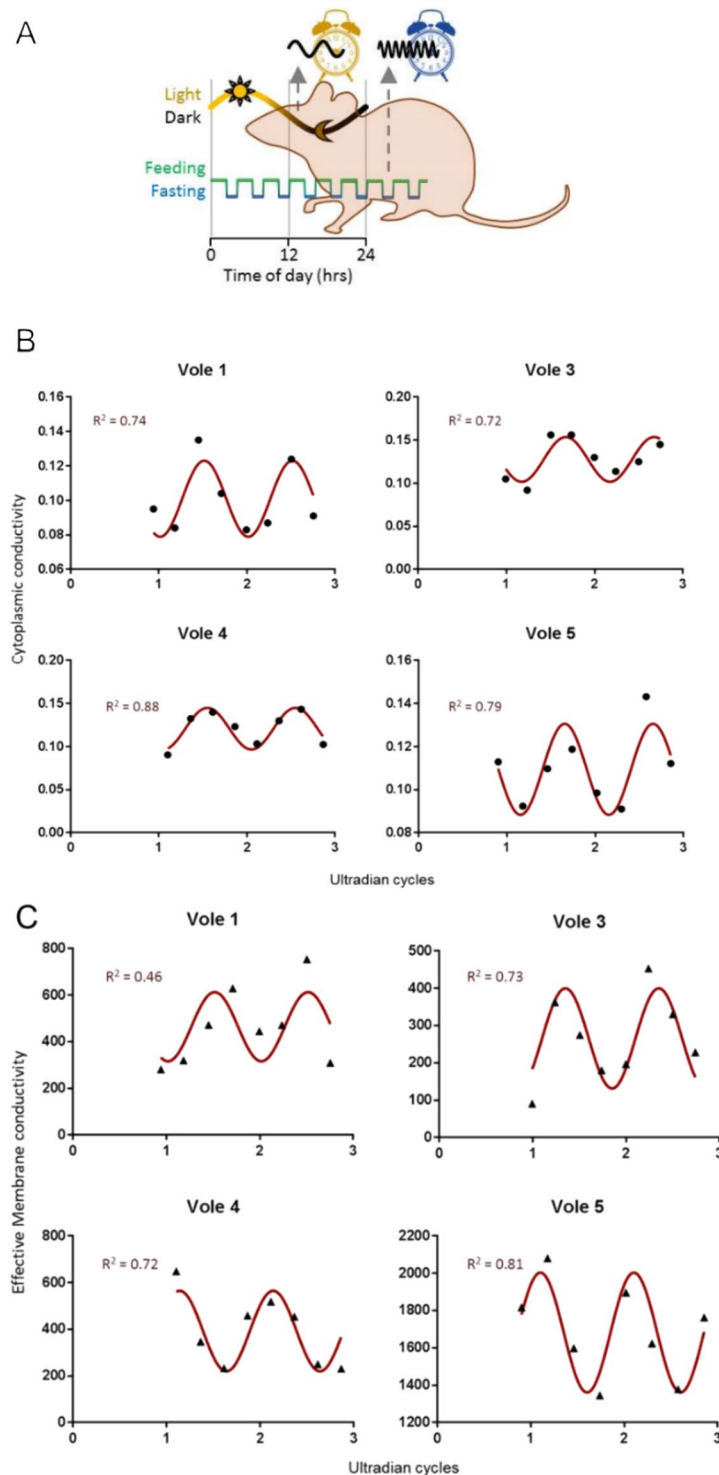 A
Light
Dark
Feeding
Fasting
0 12 24
Time of day (hrs)
B
Vole 1
R² = 0.74
0.16
0.14
0.12
0.10
0.08
0.06
0 1 2 3
Vole 3
R² = 0.72
0.20
0.15
0.10
0.05
0.00
0 1 2 3
Cytoplasmic conductivity
Vole 4
R² = 0.88
0.20
0.15
0.10
0.05
0.00
0 1 2 3
Vole 5
R² = 0.79
0.16
0.14
0.12
0.10
0.08
0 1 2 3
Ultradian cycles
C
Vole 1
R² = 0.46
800
600
400
200
0
0 1 2 3
Vole 3
R² = 0.73
500
400
300
200
100
0
0 1 2 3
Effective Membrane conductivity
Vole 4
R² = 0.72
800
600
400
200
0
0 1 2 3
Vole 5
R² = 0.81
2200
2000
1800
1600
1400
1200
0 1 2 3
Ultradian cycles